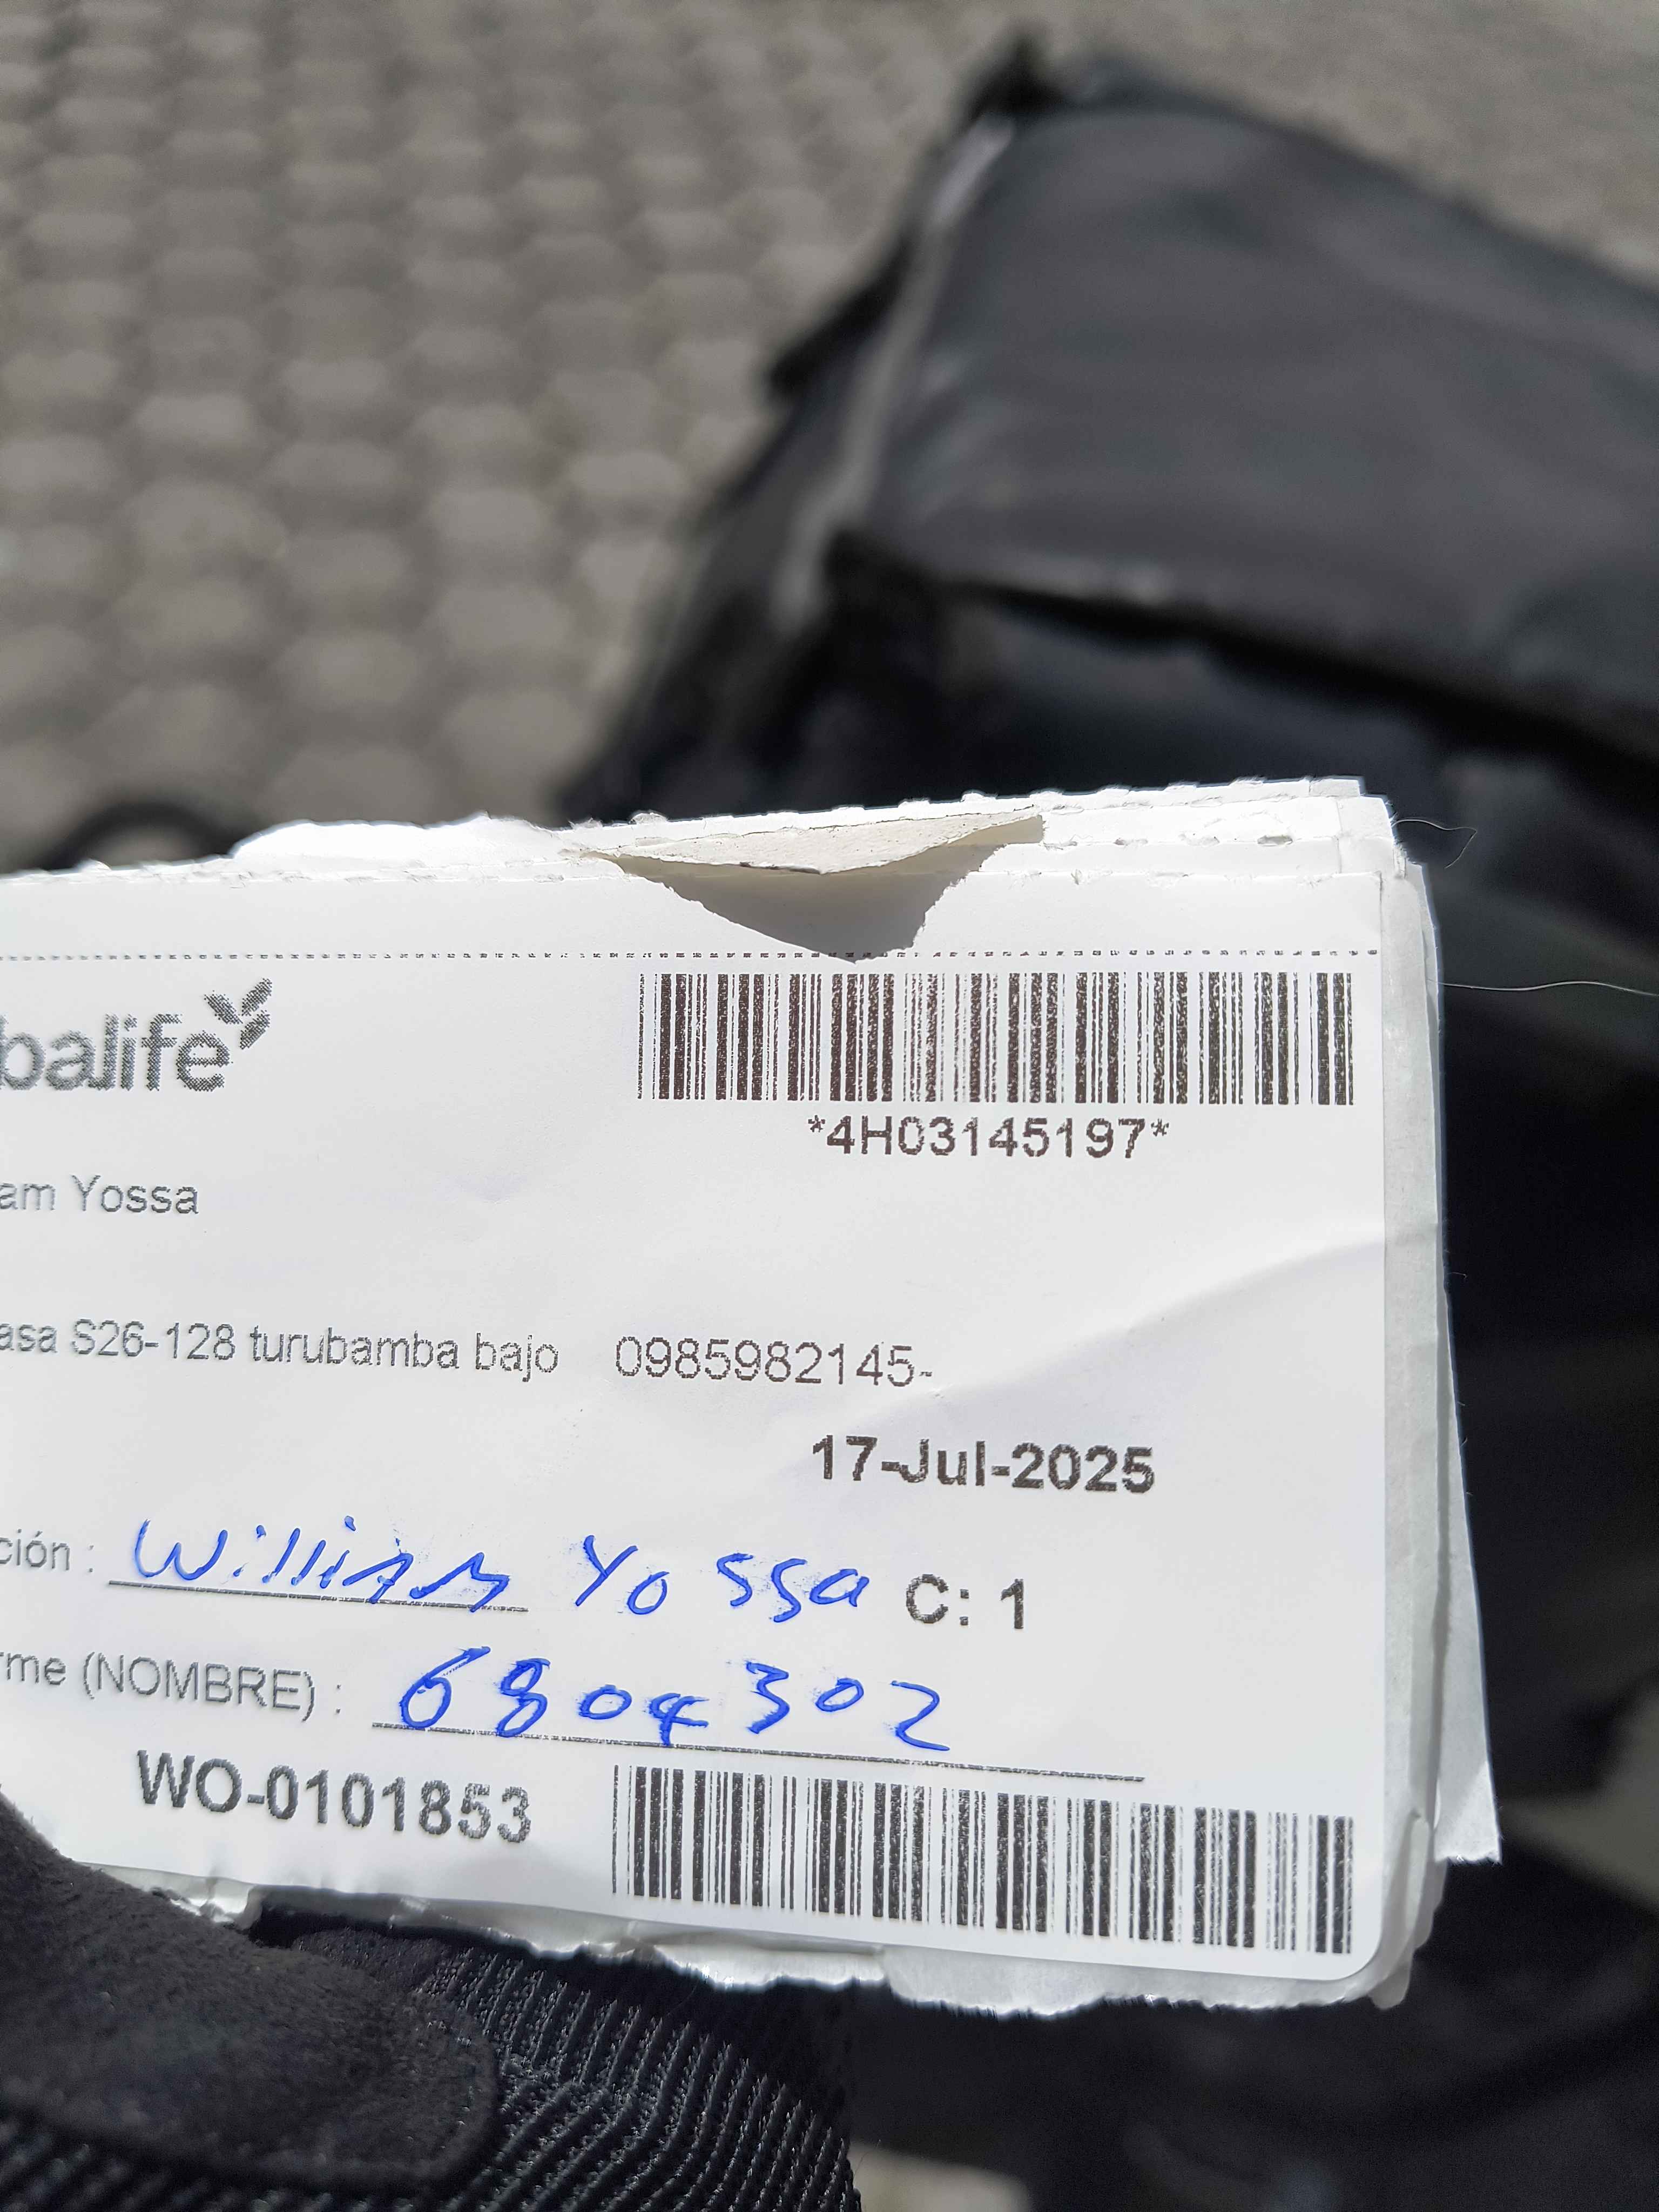 balife
*4H03145197*
am Yossa
asa S26-128 turubamba bajo 0985982145-
17-Jul-2025
ción : William Yossa C: 1
rme (NOMBRE) : 6804302
WO-0101853